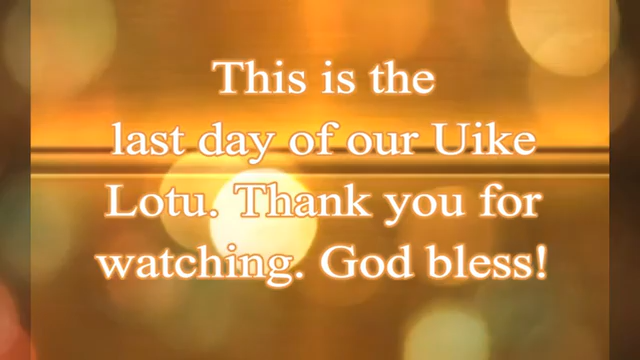 This is the
last day of our Uike
Lotu. Thank you for
watching. God bless!